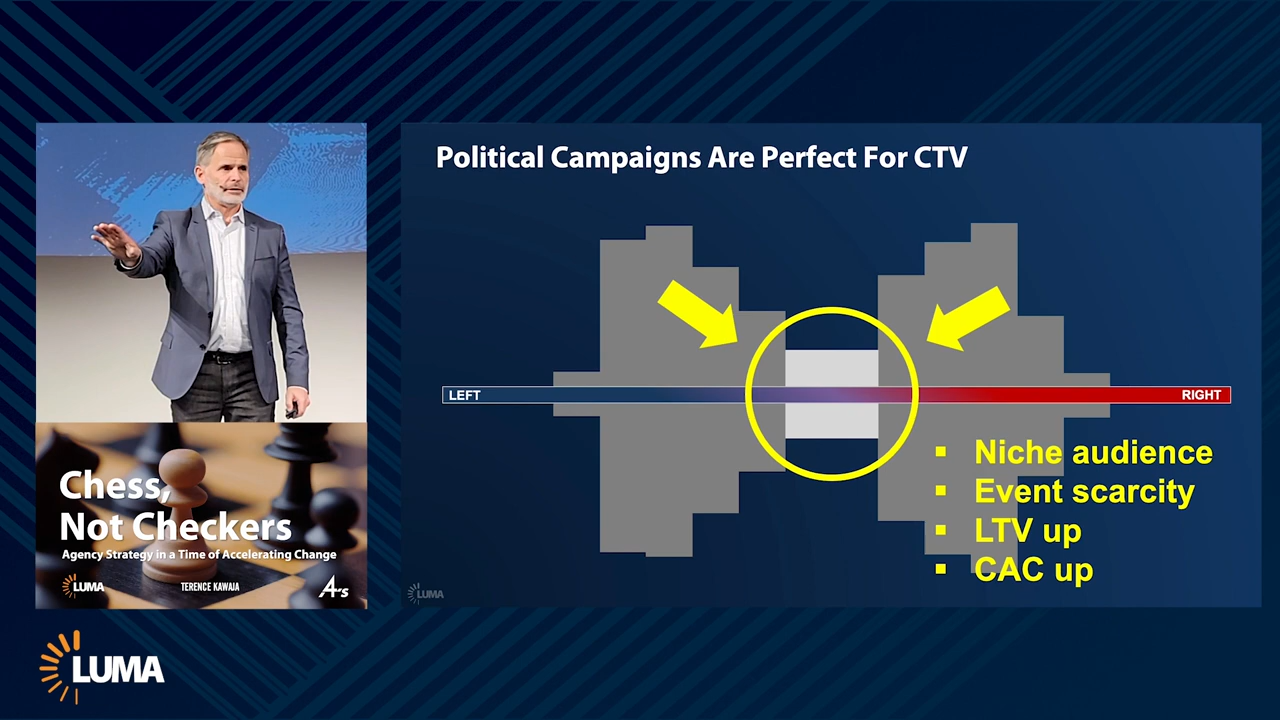 Political Campaigns Are Perfect For CTV
LEFT
RIGHT
Niche audience
Event scarcity
LTV up
CAC up
LUMA
Chess,
Not Checkers
Agency Strategy in a Time of Accelerating Change
LUMA
TERENCE KAWAJA
4As
LUMA